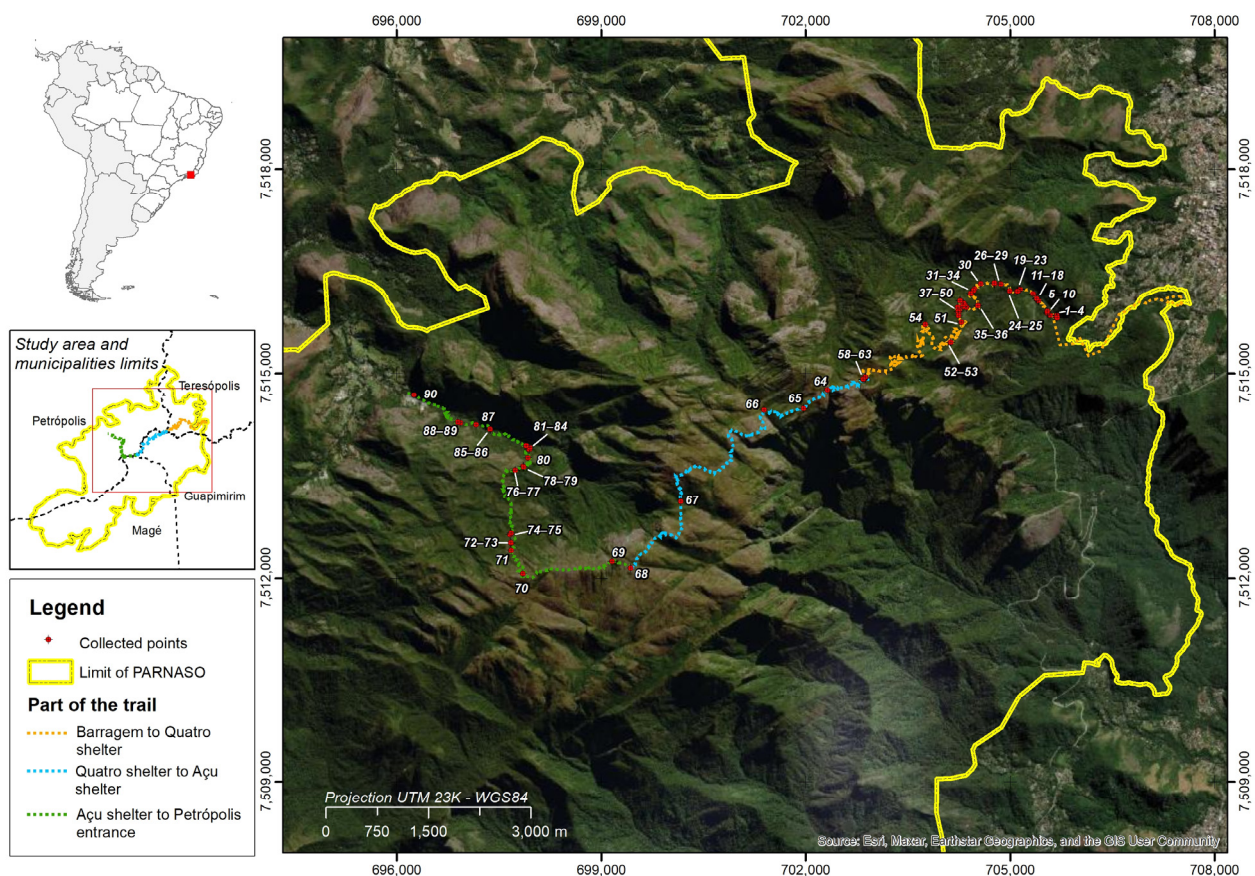 696,000
699,000
702,000
705,000
708,000
7,518,000
7,515,000
7,512,000
7,509,000
7,518,000
7,515,000
7,512,000
7,509,000
Study area and
municipalities limits
Teresópolis
Petrópolis
Guapimirim
Magé
Legend
Collected points
Limit of PARNASO
Part of the trail
Barragem to Quatro
shelter
Quatro shelter to Açu
shelter
Açu shelter to Petrópolis
entrance
26–29
30
19–23
31–34
11–18
37–50
5, 10
1–4
54
51
24–25
35–36
52–53
58–63
64
65
66
90
87
88–89
81–84
85–86
80
78–79
76–77
67
74–75
72–73
71
69
68
70
Projection UTM 23K - WGS84
0 750 1,500 3,000 m
Source: Esri, Maxar, Earthstar Geographics, and the GIS User Community
696,000
699,000
702,000
705,000
708,000